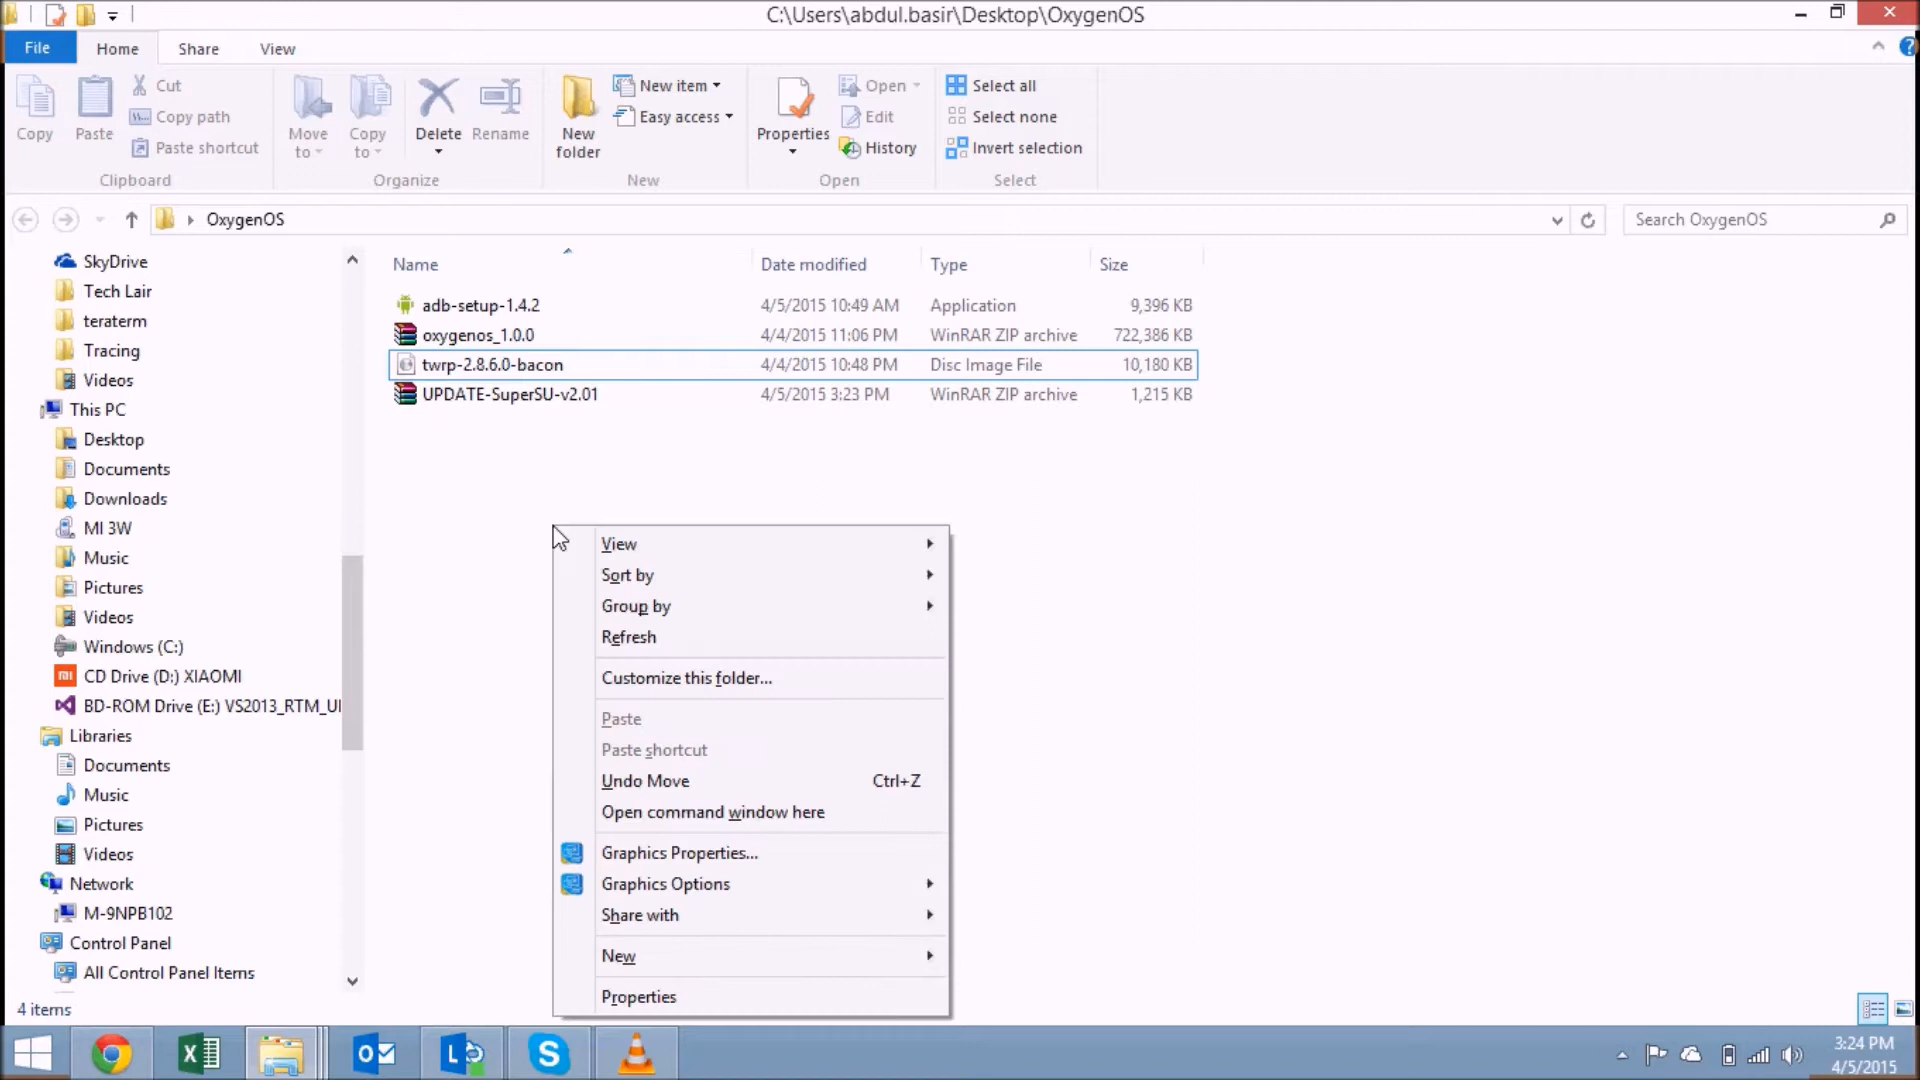 C:\Users\abdul.basir\Desktop\OxygenOS
File Home Share View
Copy
Paste
Cut
Copy path
Paste shortcut
Clipboard
Move to
Copy to
Delete
Rename
Organize
New folder
New item
Easy access
New
Properties
Open
Edit
History
Open
Select all
Select none
Invert selection
Select
OxygenOS
Search OxygenOS
SkyDrive
Tech Lair
teraterm
Tracing
Videos
This PC
Desktop
Documents
Downloads
MI 3W
Music
Pictures
Videos
Windows (C:)
CD Drive (D:) XIAOMI
BD-ROM Drive (E:) VS2013_RTM_UI
Libraries
Documents
Music
Pictures
Videos
Network
M-9NPB102
Control Panel
All Control Panel Items
Name Date modified Type Size
adb-setup-1.4.2 4/5/2015 10:49 AM Application 9,396 KB
oxygenos_1.0.0 4/4/2015 11:06 PM WinRAR ZIP archive 722,386 KB
twrp-2.8.6.0-bacon 4/4/2015 10:48 PM Disc Image File 10,180 KB
UPDATE-SuperSU-v2.01 4/5/2015 3:23 PM WinRAR ZIP archive 1,215 KB
View
Sort by
Group by
Refresh
Customize this folder...
Paste
Paste shortcut
Undo Move Ctrl+Z
Open command window here
Graphics Properties...
Graphics Options
Share with
New
Properties
4 items
3:24 PM
4/5/2015